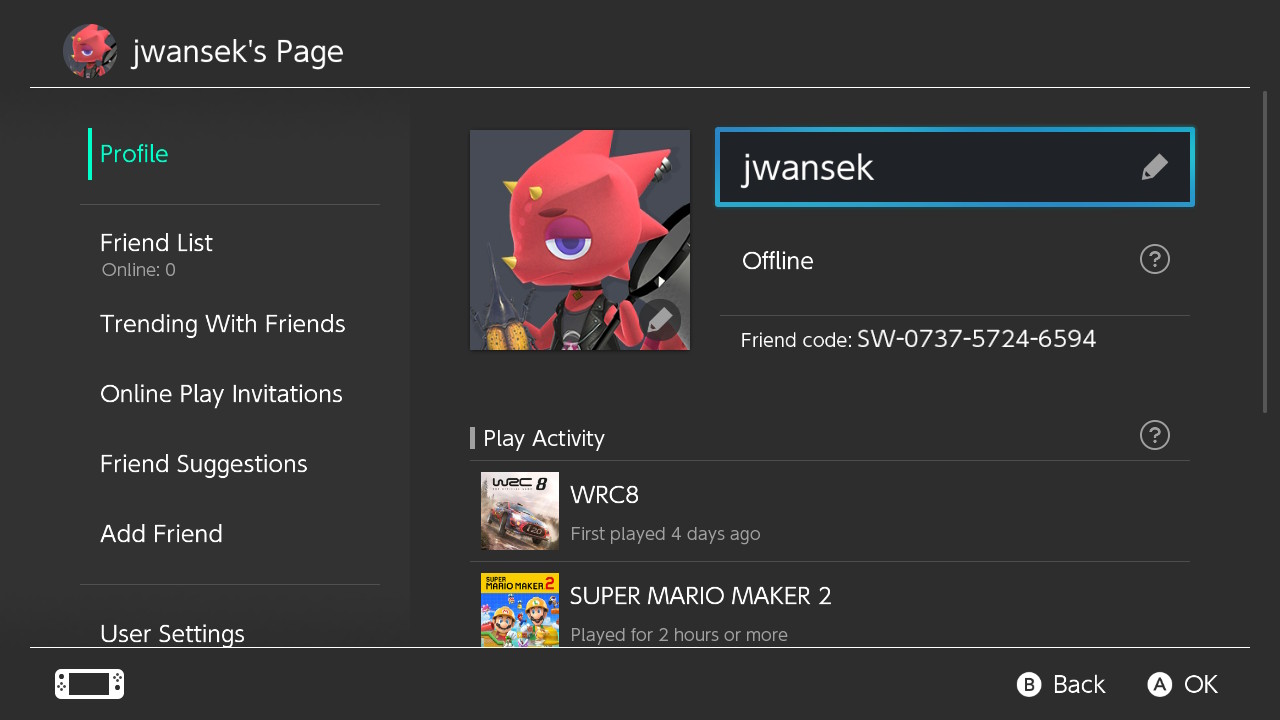 jwansek's Page
Profile
Friend List
Online: 0
Trending With Friends
Online Play Invitations
Friend Suggestions
Add Friend
User Settings
jwansek
Offline
?
Friend code: SW-0737-5724-6594
Play Activity
?
WRC 8
WRC8
First played 4 days ago
SUPER
MARIO MAKER 2
SUPER MARIO MAKER 2
Played for 2 hours or more
B Back
A OK